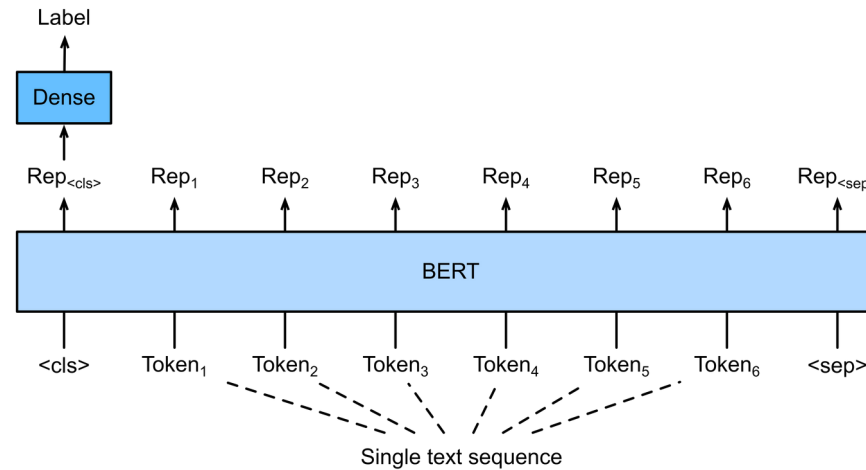 Label
Dense
Rep<cls> Rep1 Rep2 Rep3 Rep4 Rep5 Rep6 Rep<sep
BERT
<cls> Token1 Token2 Token3 Token4 Token5 Token6 <sep>
Single text sequence